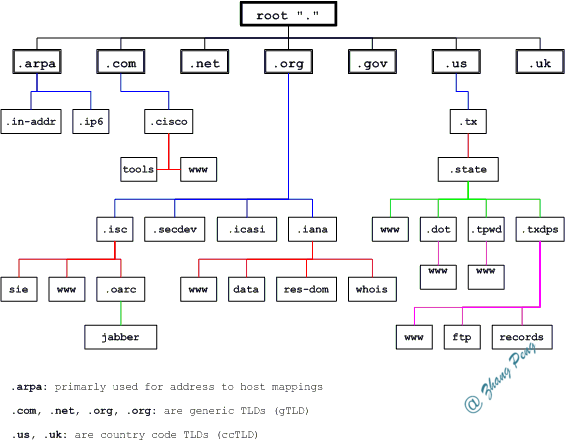 root "."
.arpa .com .net .org .gov .us .uk
.in-addr .ip6 .cisco .tx
tools www .state
.isc .secdev .icasi .iana www .dot .tpwd .txdps
www www
sie www .oarc www data res-dom whois
jabber www ftp records
@ Zhang Peng
.arpa: primarly used for address to host mappings
.com, .net, .org, .org: are generic TLDs (gTLD)
.us, .uk: are country code TLDs (ccTLD)